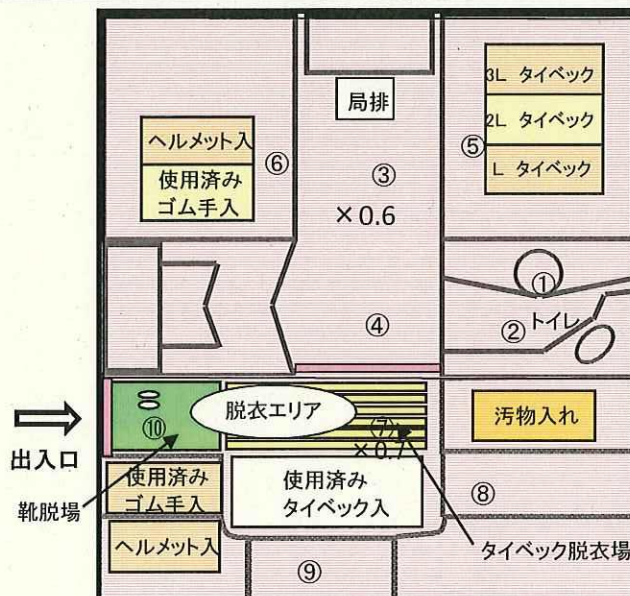 局排
3L タイベック
2L タイベック
L タイベック
⑤
ヘルメット入
使用済み
ゴム手入
⑥
③
×0.6
①
②
トイレ
④
脱衣エリア
⑩
⑦
×0.7
汚物入れ
出入口
靴脱場
使用済み
ゴム手入
使用済み
タイベック入
⑧
ヘルメット入
⑨
タイベック脱衣場